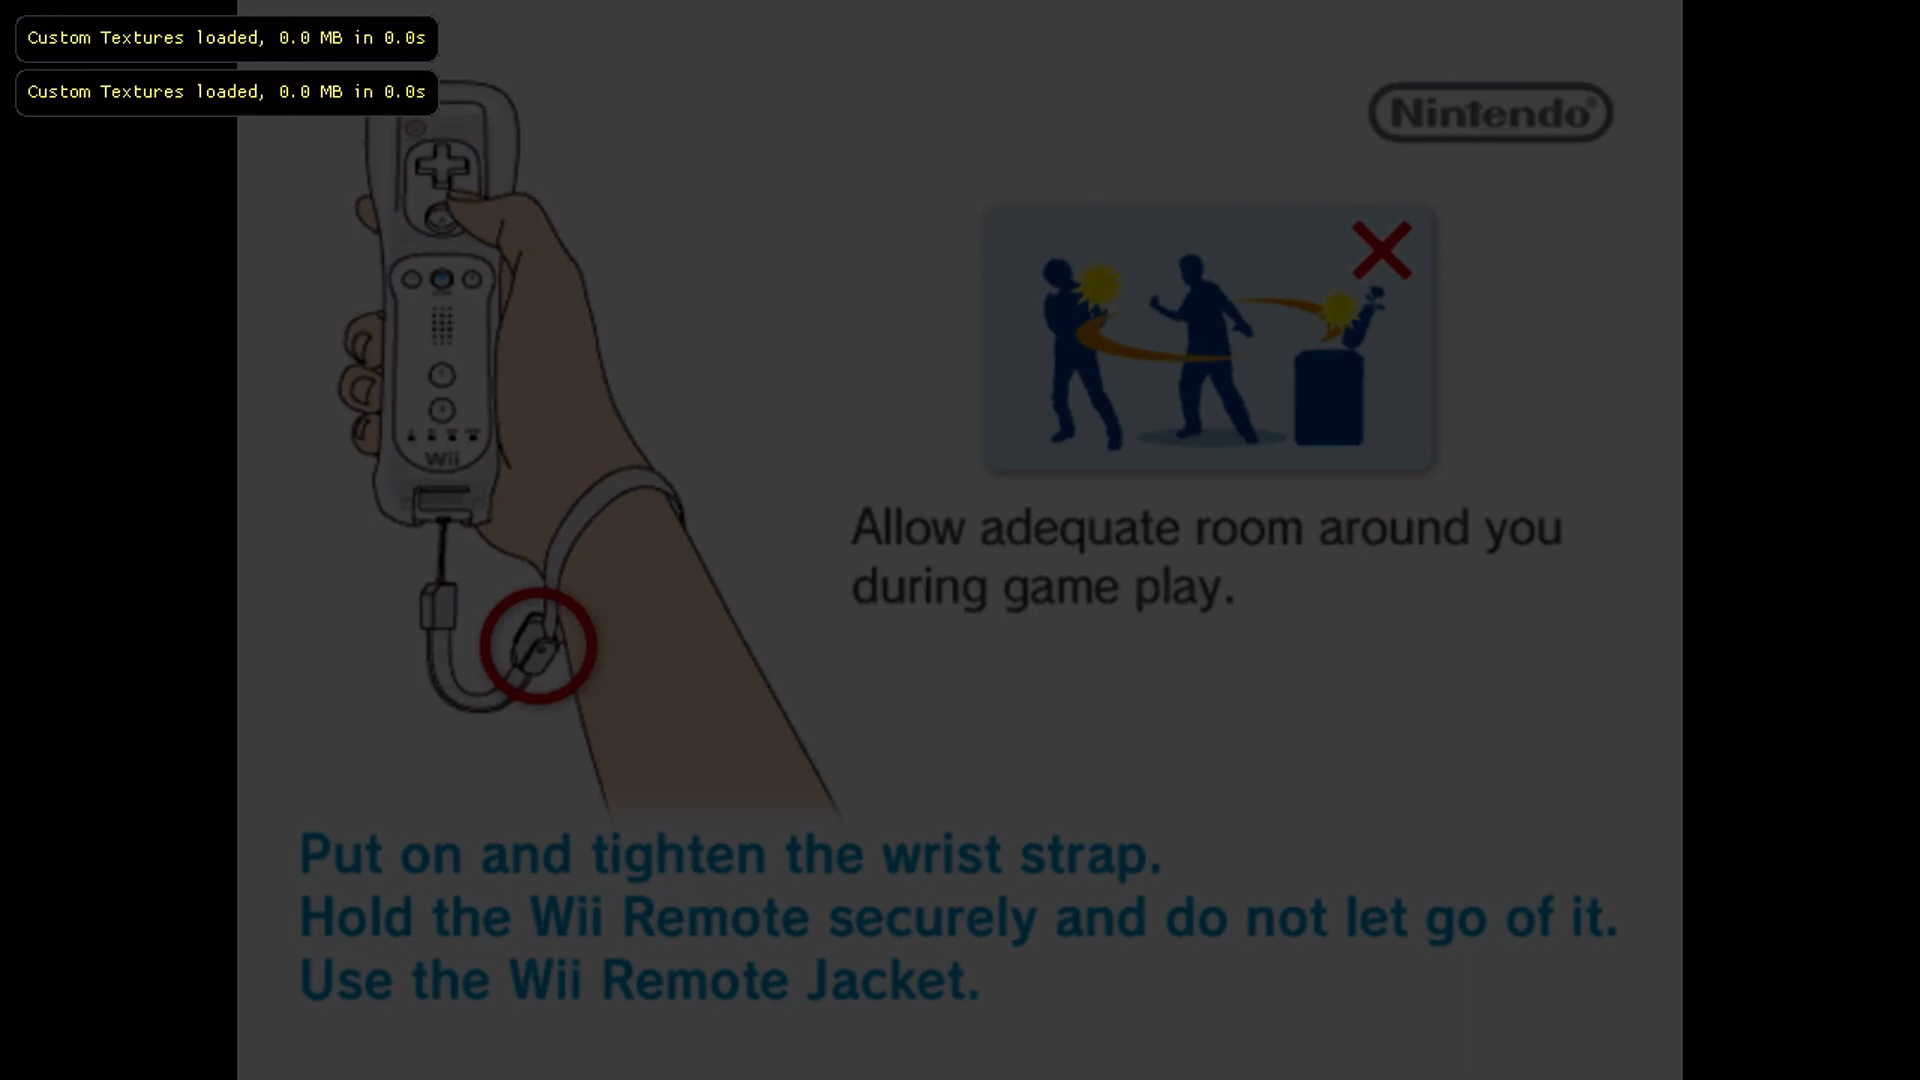 Custom Textures loaded, 0.0 MB in 0.0s
Custom Textures loaded, 0.0 MB in 0.0s
Nintendo®
Wii
Allow adequate room around you
during game play.
Put on and tighten the wrist strap.
Hold the Wii Remote securely and do not let go of it.
Use the Wii Remote Jacket.